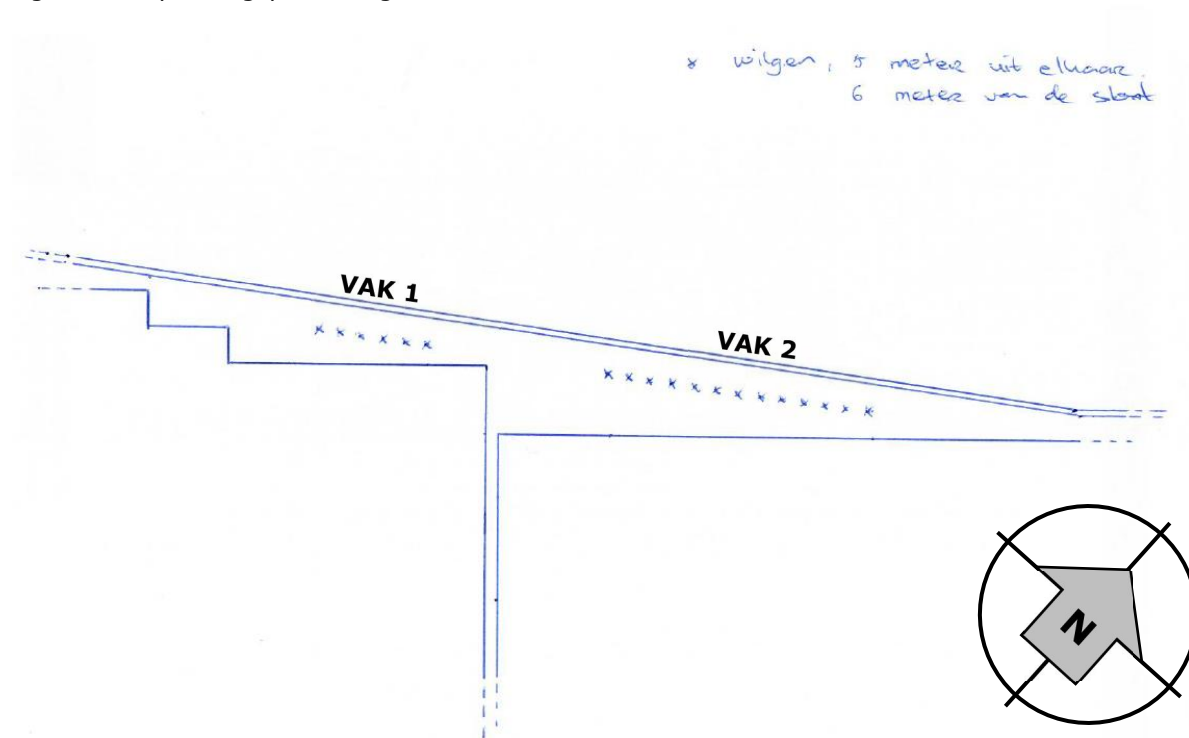 x wilgen, 5 meter uit elkaar.
6 meter van de sloot
VAK 1
VAK 2
N